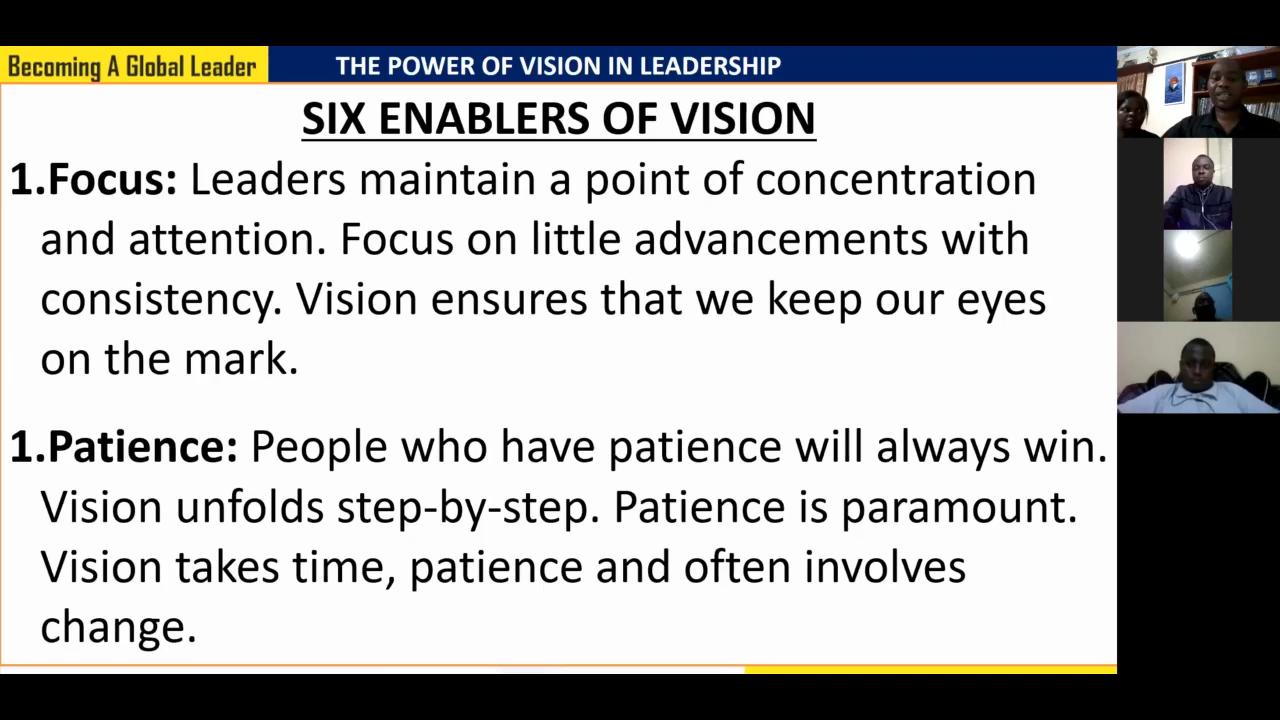 Becoming A Global Leader
THE POWER OF VISION IN LEADERSHIP
SIX ENABLERS OF VISION
1.Focus: Leaders maintain a point of concentration
and attention. Focus on little advancements with
consistency. Vision ensures that we keep our eyes
on the mark.
1.Patience: People who have patience will always win.
Vision unfolds step-by-step. Patience is paramount.
Vision takes time, patience and often involves
change.